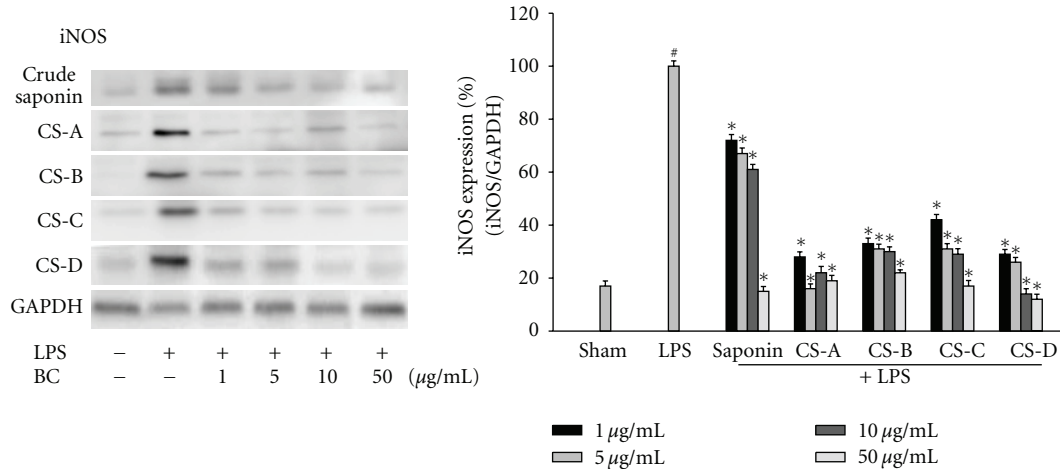 iNOS
Crude
saponin
CS-A
CS-B
CS-C
CS-D
GAPDH
LPS – + + + + +
BC – – 1 5 10 50 (μg/mL)
iNOS expression (%)
(iNOS/GAPDH)
120
100
80
60
40
20
0
#
* * * * * * * * * * * * * * * * * * * *
Sham LPS Saponin CS-A CS-B CS-C CS-D
+ LPS
1 μg/mL
5 μg/mL
10 μg/mL
50 μg/mL